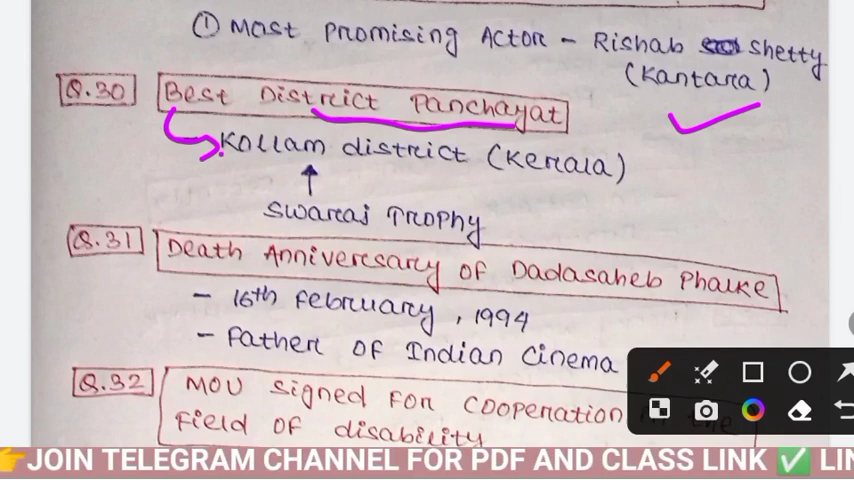 ① Most Promising Actor - Rishab Shetty
(Kantara)
Q.30 Best District Panchayat
Kollam district (Kerala)
↑
Swaraj Trophy
Q.31 Death Anniversary of Dadasaheb Phalke
- 16th february, 1994
- Father of Indian Cinema
Q.32 MOU signed for cooperation in the
field of disability
👉JOIN TELEGRAM CHANNEL FOR PDF AND CLASS LINK ✅ LIN